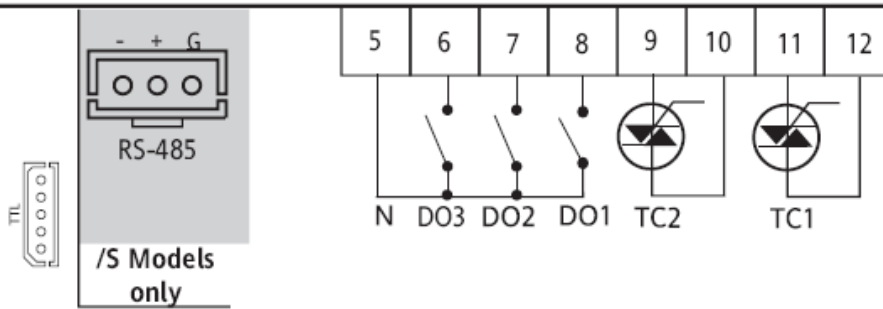 - + G
RS-485
TTL
/S Models
only
5 6 7 8 9 10 11 12
N DO3 DO2 DO1 TC2 TC1